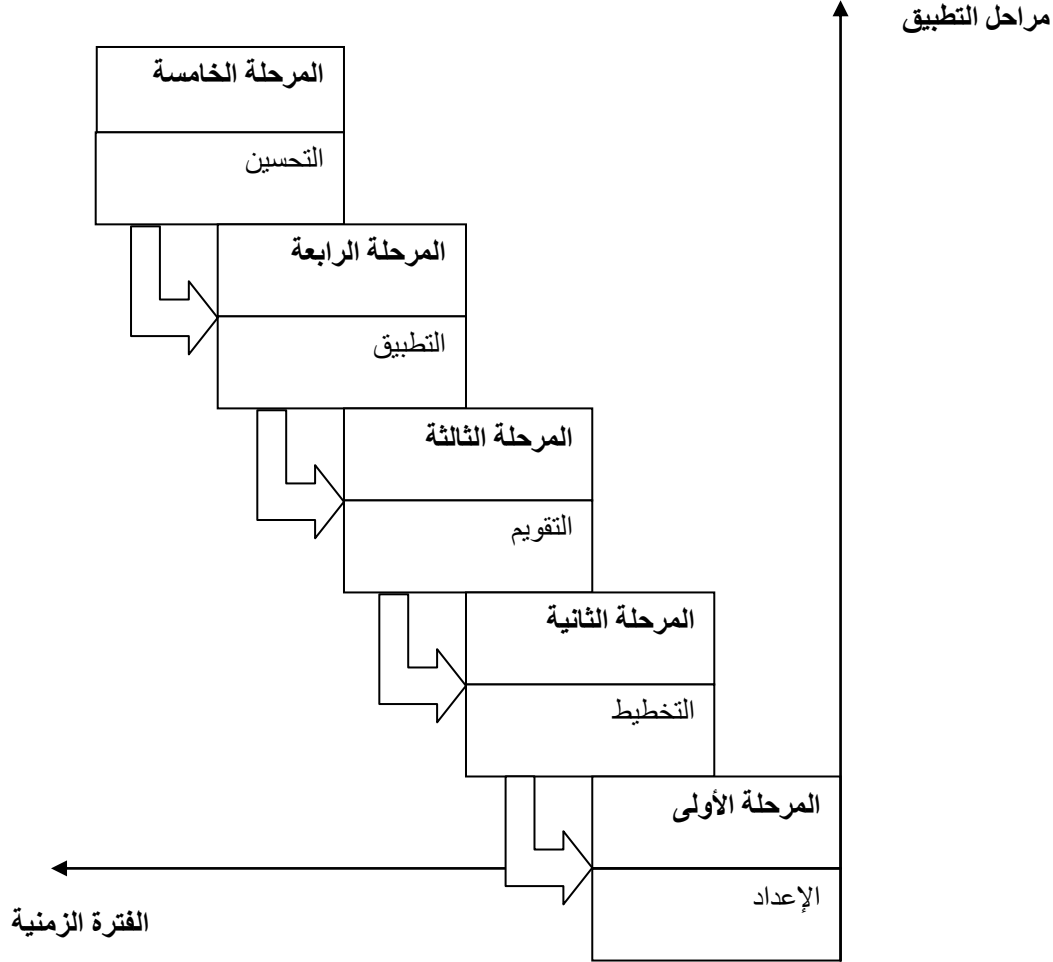 مراحل التطبيق
المرحلة الخامسة
التحسين
المرحلة الرابعة
التطبيق
المرحلة الثالثة
التقويم
المرحلة الثانية
التخطيط
المرحلة الأولى
الإعداد
الفترة الزمنية